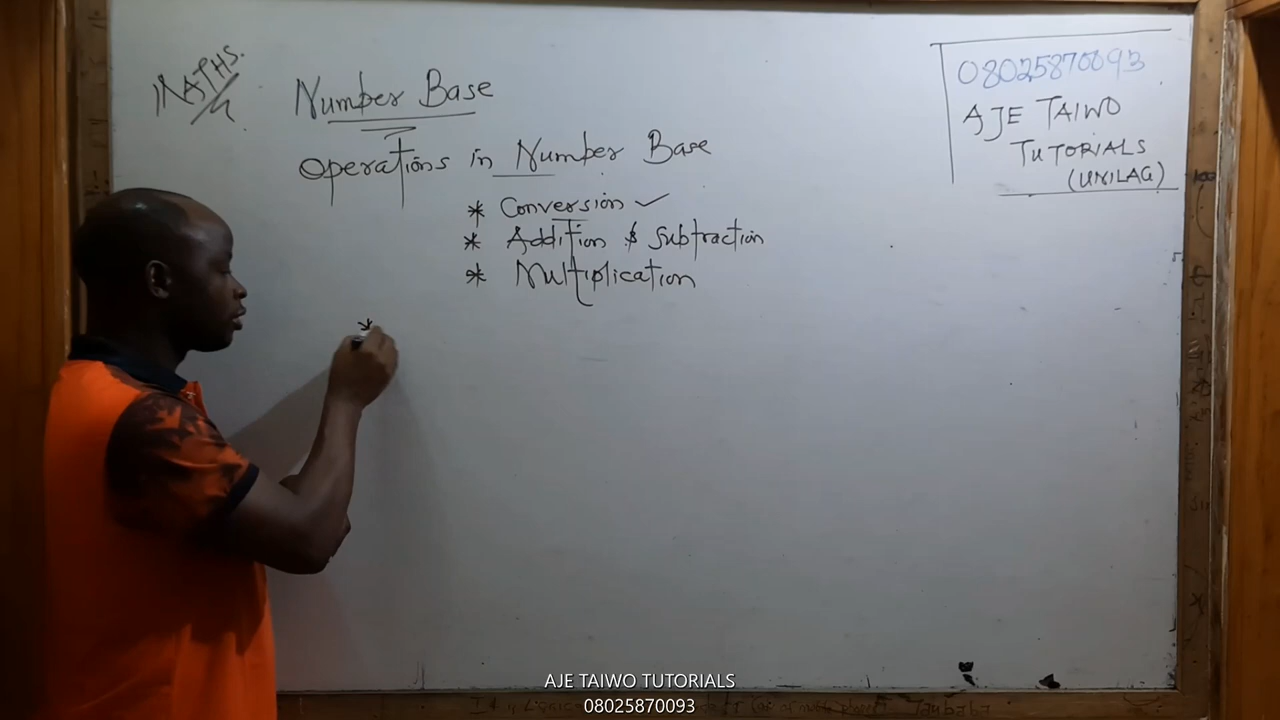 MATHS.
Number Base
Operations in Number Base
* Conversion ✓
* Addition & Subtraction
* Multiplication
*
08025870093
AJE TAIWO
TUTORIALS
(UNILAG)
AJE TAIWO TUTORIALS
08025870093